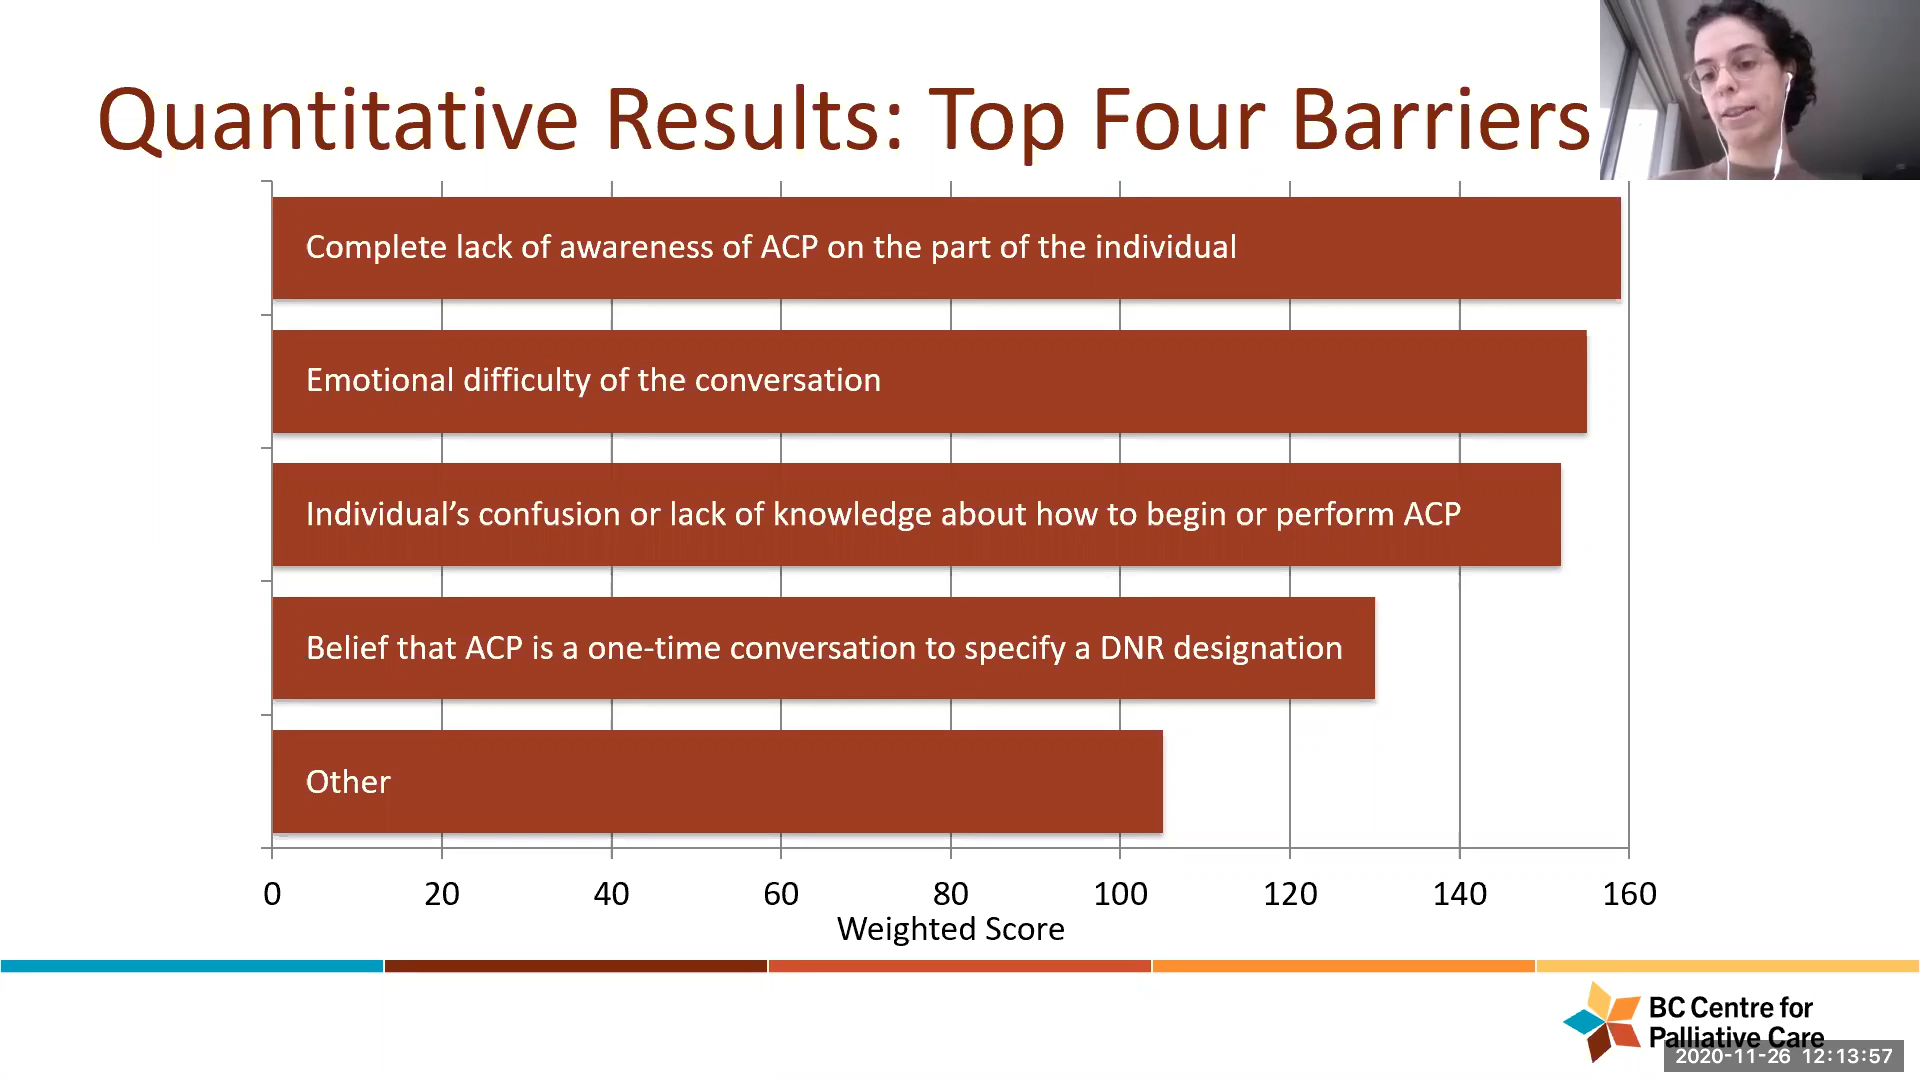 Quantitative Results: Top Four Barriers
Complete lack of awareness of ACP on the part of the individual
Emotional difficulty of the conversation
Individual’s confusion or lack of knowledge about how to begin or perform ACP
Belief that ACP is a one-time conversation to specify a DNR designation
Other
0 20 40 60 80 100 120 140 160
Weighted Score
BC Centre for
Palliative Care
2020-11-26 12:13:57